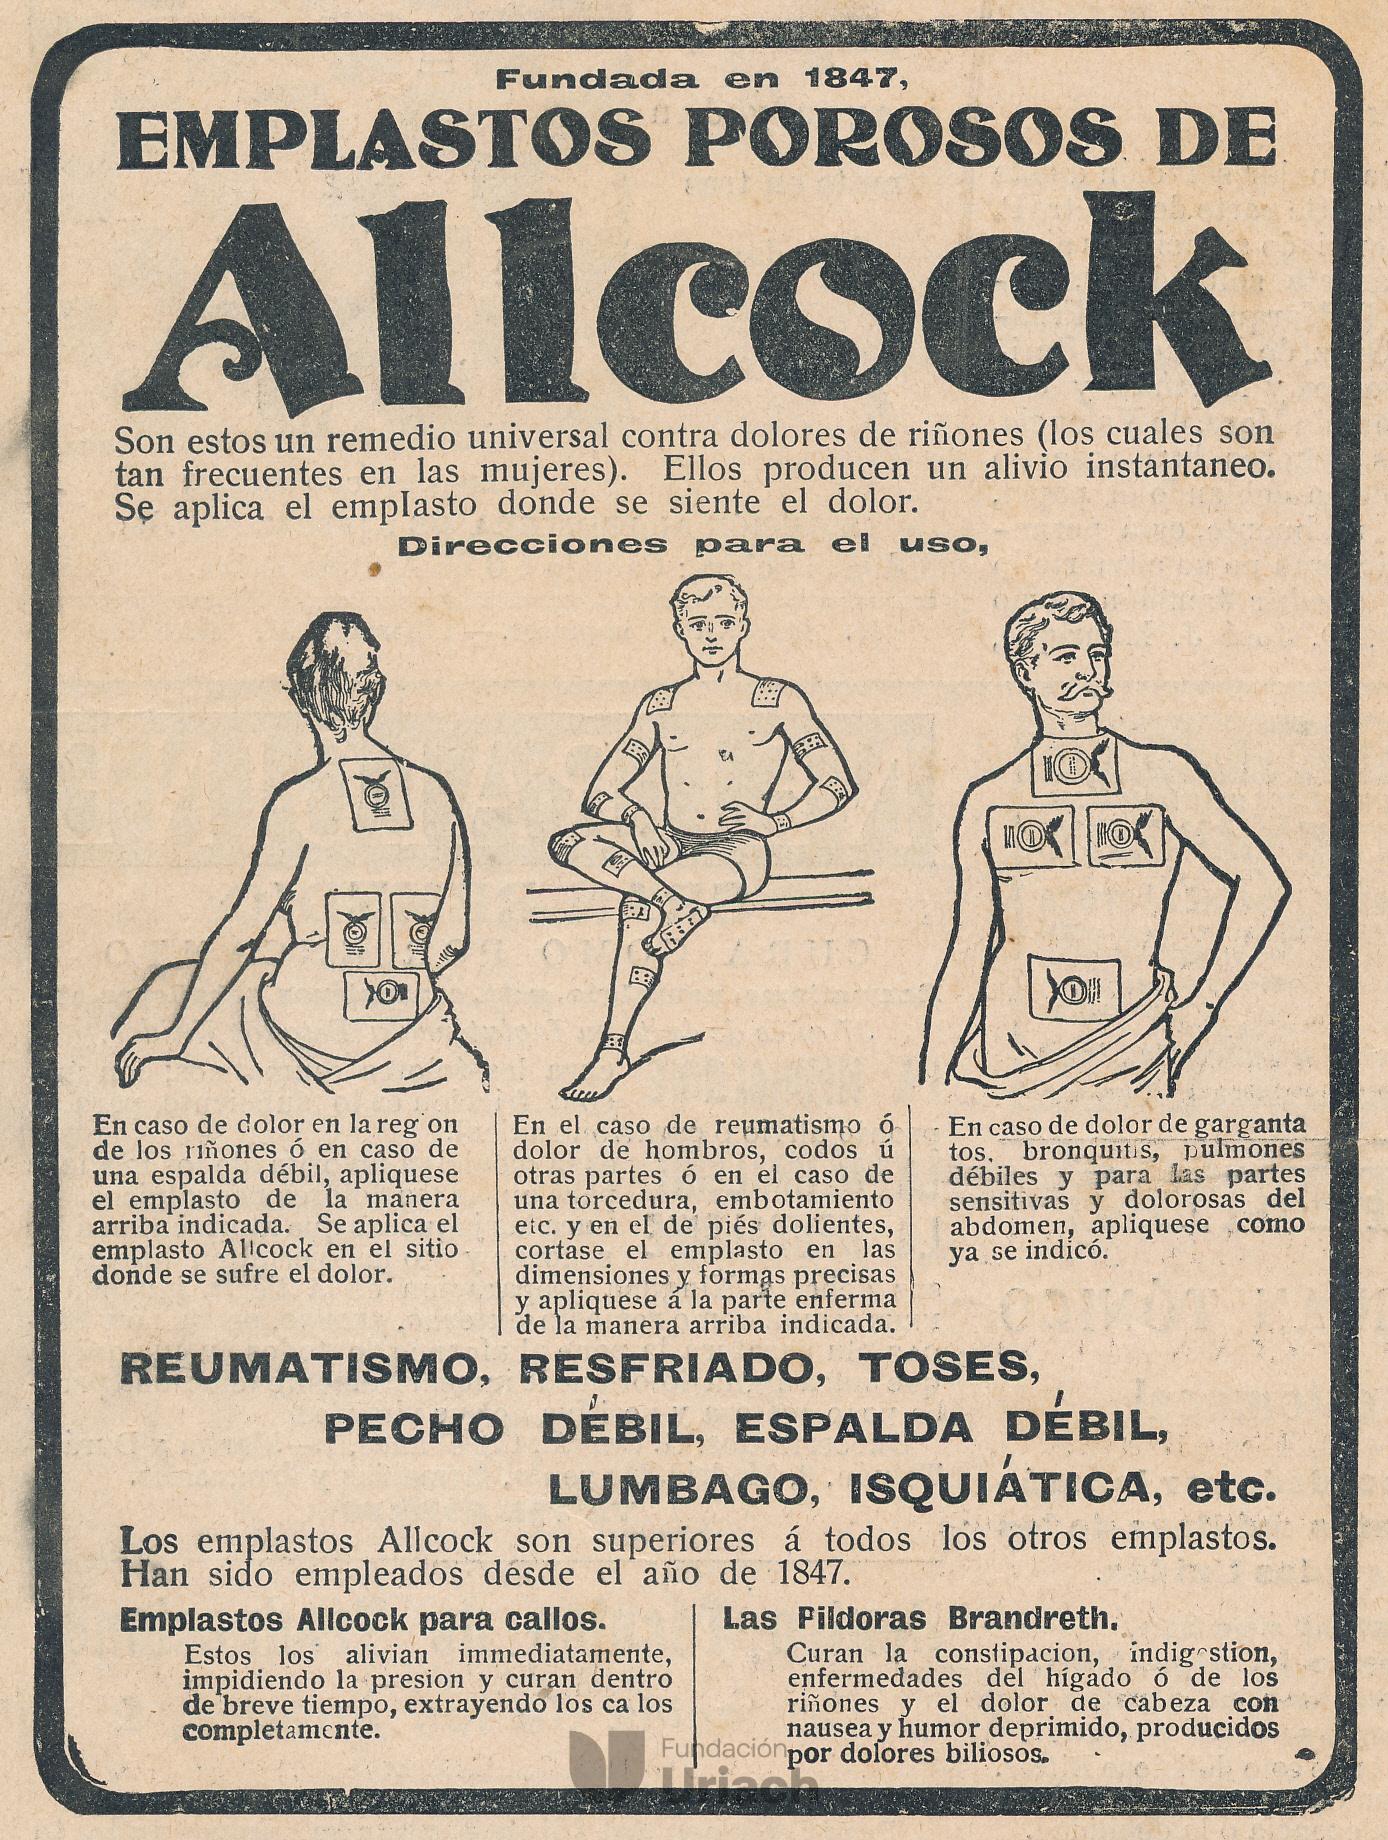 Fundada en 1847,
EMPLASTOS POROSOS DE
Allcock
Son estos un remedio universal contra dolores de riñones (los cuales son
tan frecuentes en las mujeres). Ellos producen un alivio instantaneo.
Se aplica el emplasto donde se siente el dolor.
Direcciones para el uso,
En caso de dolor en la reg on
de los riñones ó en caso de
una espalda débil, apliquese
el emplasto de la manera
arriba indicada. Se aplica el
emplasto Allcock en el sitio
donde se sufre el dolor.
En el caso de reumatismo ó
dolor de hombros, codos ú
otras partes ó en el caso de
una torcedura, embotamiento
etc. y en el de piés dolientes,
cortase el emplasto en las
dimensiones y formas precisas
y apliquese á la parte enferma
de la manera arriba indicada.
En caso de dolor de garganta
tos, bronquitis, pulmones
débiles y para las partes
sensitivas y dolorosas del
abdomen, apliquese como
ya se indicó.
REUMATISMO, RESFRIADO, TOSES,
PECHO DÉBIL, ESPALDA DÉBIL,
LUMBAGO, ISQUIÁTICA, etc.
Los emplastos Allcock son superiores á todos los otros emplastos.
Han sido empleados desde el año de 1847.
Emplastos Allcock para callos.
Estos los alivian immediatamente,
impidiendo la presion y curan dentro
de breve tiempo, extrayendo los ca los
completamente.
Las Pildoras Brandreth.
Curan la constipacion, indigestion,
enfermedades del hígado ó de los
riñones y el dolor de cabeza con
nausea y humor deprimido, producidos
por dolores biliosos.
Fundación
Uriach